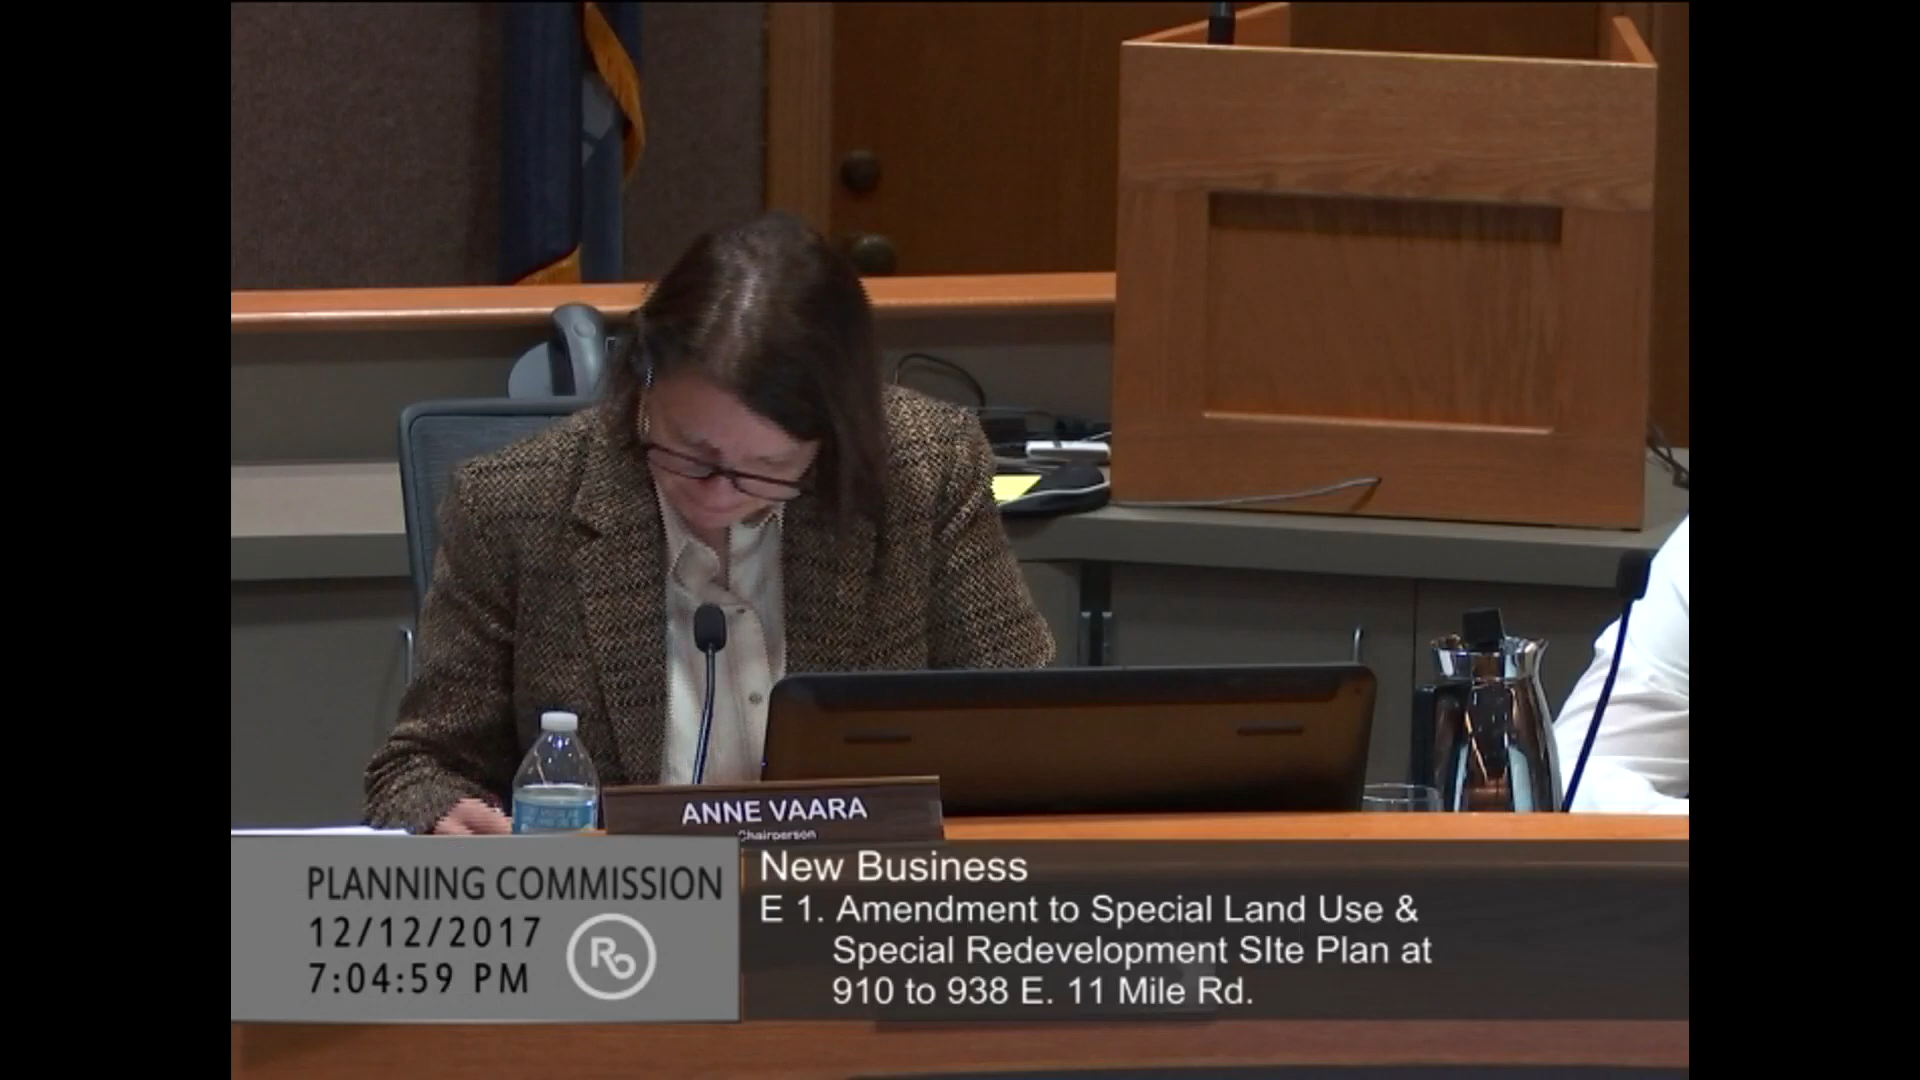 ANNE VAARA
Chairperson
PLANNING COMMISSION
12/12/2017
7:04:59 PM
Ro
New Business
E 1. Amendment to Special Land Use &
Special Redevelopment SIte Plan at
910 to 938 E. 11 Mile Rd.